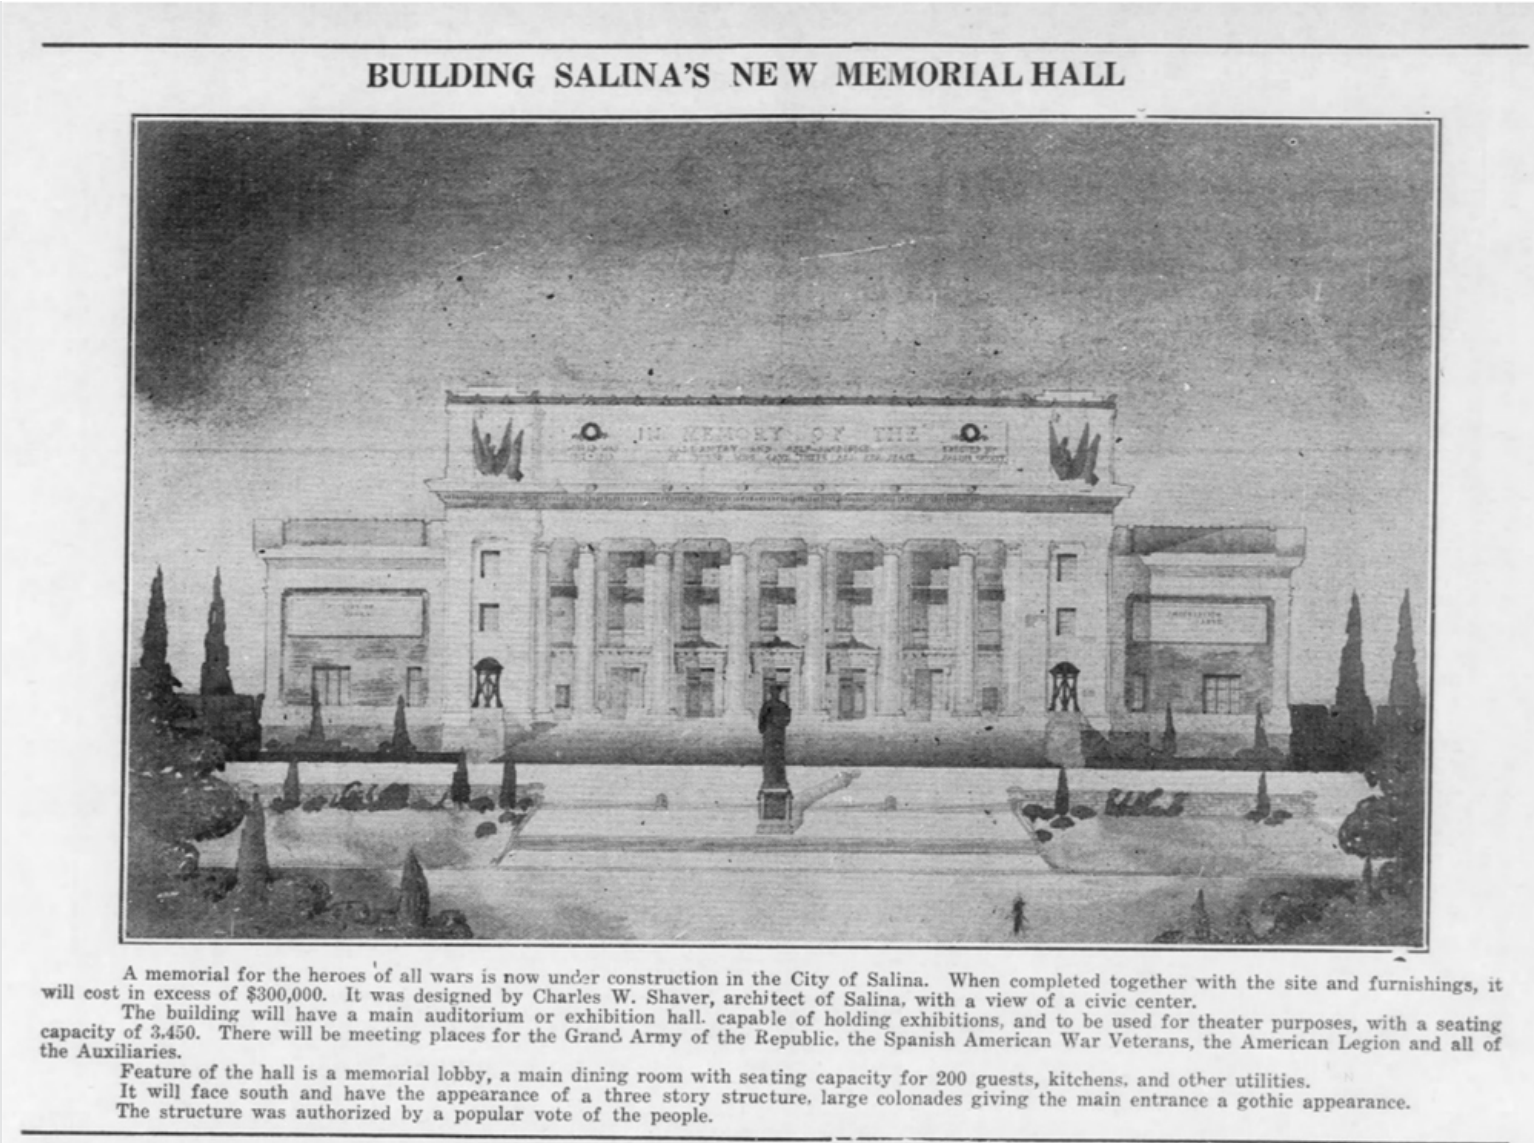 BUILDING SALINA'S NEW MEMORIAL HALL
IN MEMORY OF THE
A memorial for the heroes of all wars is now under construction in the City of Salina. When completed together with the site and furnishings, it
will cost in excess of $300,000. It was designed by Charles W. Shaver, architect of Salina, with a view of a civic center.
The building will have a main auditorium or exhibition hall. capable of holding exhibitions, and to be used for theater purposes, with a seating
capacity of 3,450. There will be meeting places for the Grand Army of the Republic, the Spanish American War Veterans, the American Legion and all of
the Auxiliaries.
Feature of the hall is a memorial lobby, a main dining room with seating capacity for 200 guests, kitchens, and other utilities.
It will face south and have the appearance of a three story structure, large colonades giving the main entrance a gothic appearance.
The structure was authorized by a popular vote of the people.